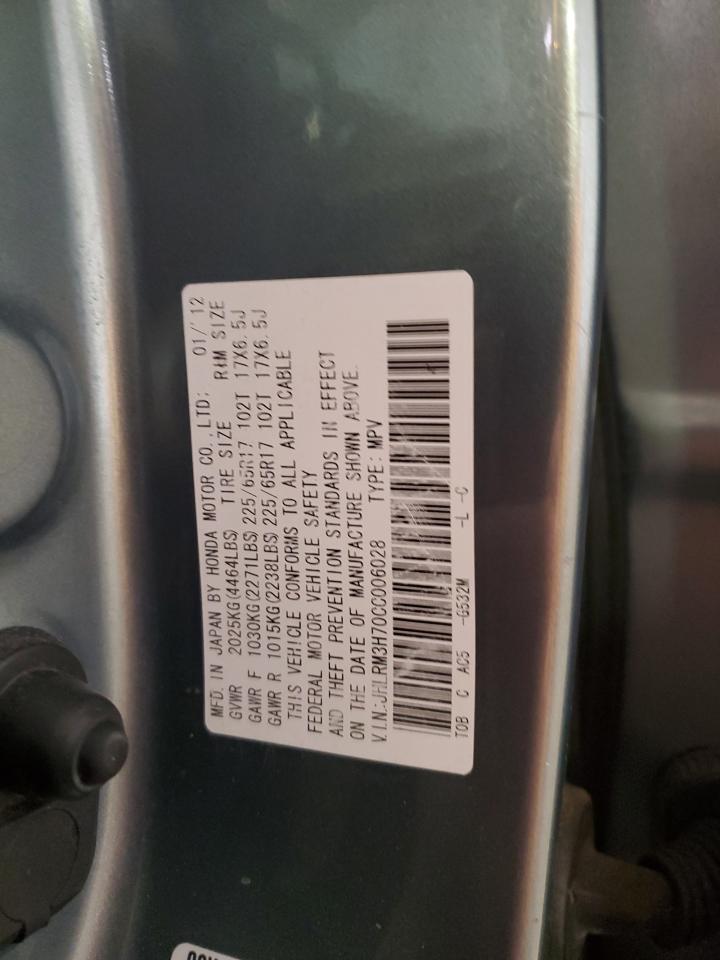 MFD. IN JAPAN BY HONDA MOTOR CO.,LTD: 01/'12
GVWR 2025KG(4464LBS) TIRE SIZE RIM SIZE
GAWR F 1030KG(2271LBS) 225/65R17 102T 17X6.5J
GAWR R 1015KG(2238LBS) 225/65R17 102T 17X6.5J
THIS VEHICLE CONFORMS TO ALL APPLICABLE
FEDERAL MOTOR VEHICLE SAFETY
AND THEFT PREVENTION STANDARDS IN EFFECT
ON THE DATE OF MANUFACTURE SHOWN ABOVE.
V.I.N.:JHLRM3H70CC006028 TYPE:MPV
T0B C AC5 -G532M -L -C